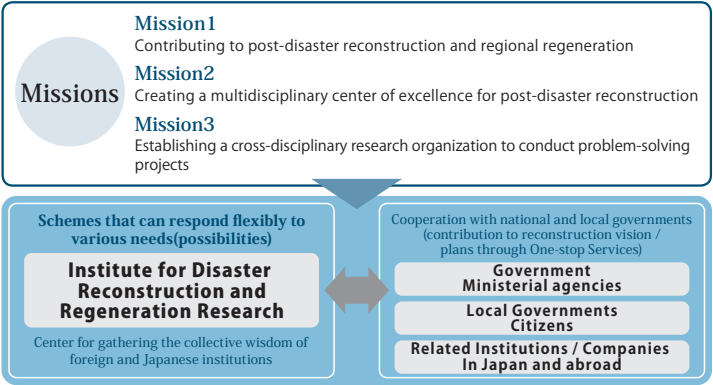 Missions
Mission1
Contributing to post-disaster reconstruction and regional regeneration
Mission2
Creating a multidisciplinary center of excellence for post-disaster reconstruction
Mission3
Establishing a cross-disciplinary research organization to conduct problem-solving
projects
Schemes that can respond flexibly to
various needs(possibilities)
Institute for Disaster
Reconstruction and
Regeneration Research
Center for gathering the collective wisdom of
foreign and Japanese institutions
Cooperation with national and local governments
(contribution to reconstruction vision /
plans through One-stop Services)
Government
Ministerial agencies
Local Governments
Citizens
Related Institutions / Companies
In Japan and abroad